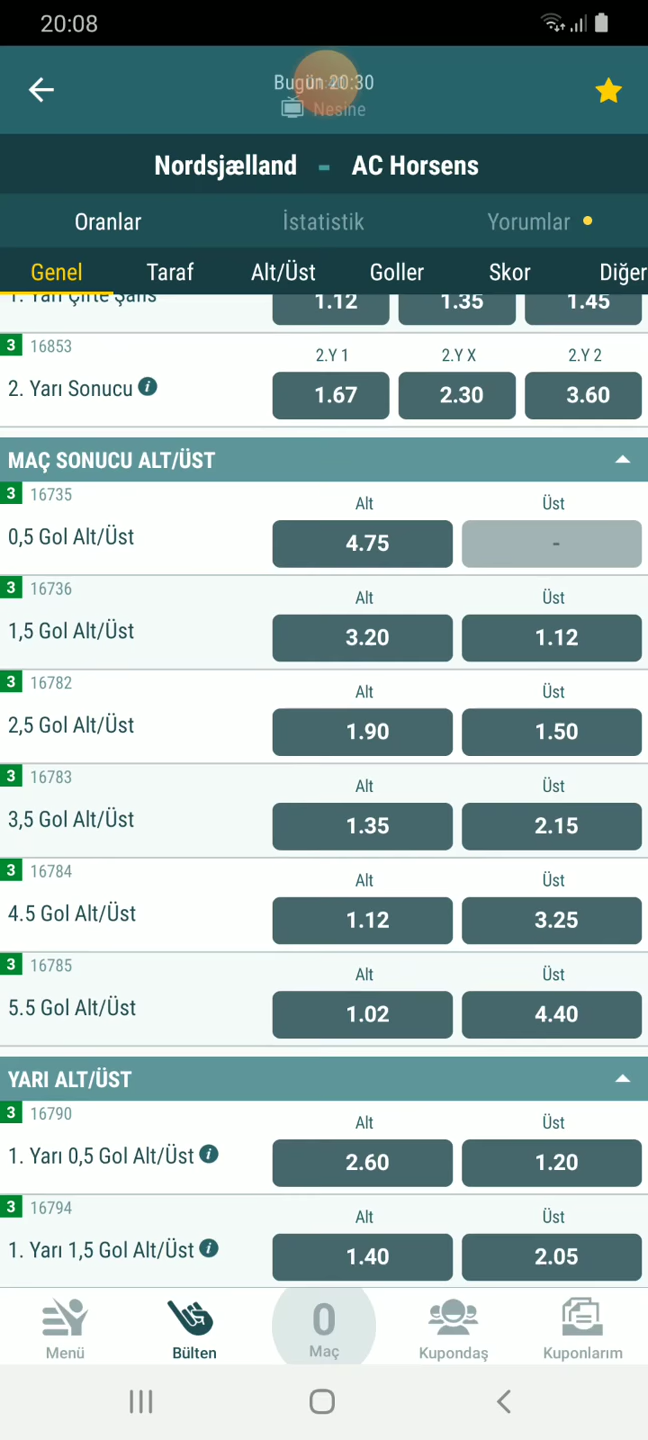 20:08
Bugün 20:30
Nesine
Nordsjælland - AC Horsens
Oranlar İstatistik Yorumlar
Genel Taraf Alt/Üst Goller Skor Diğer
1. Yarı Çifte Şans 1.12 1.35 1.45
3 16853 2.Y 1 2.Y X 2.Y 2
2. Yarı Sonucu i 1.67 2.30 3.60
MAÇ SONUCU ALT/ÜST
3 16735 Alt Üst
0,5 Gol Alt/Üst 4.75 -
3 16736 Alt Üst
1,5 Gol Alt/Üst 3.20 1.12
3 16782 Alt Üst
2,5 Gol Alt/Üst 1.90 1.50
3 16783 Alt Üst
3,5 Gol Alt/Üst 1.35 2.15
3 16784 Alt Üst
4.5 Gol Alt/Üst 1.12 3.25
3 16785 Alt Üst
5.5 Gol Alt/Üst 1.02 4.40
YARI ALT/ÜST
3 16790 Alt Üst
1. Yarı 0,5 Gol Alt/Üst i 2.60 1.20
3 16794 Alt Üst
1. Yarı 1,5 Gol Alt/Üst i 1.40 2.05
0
Menü Bülten Maç Kupondaş Kuponlarım